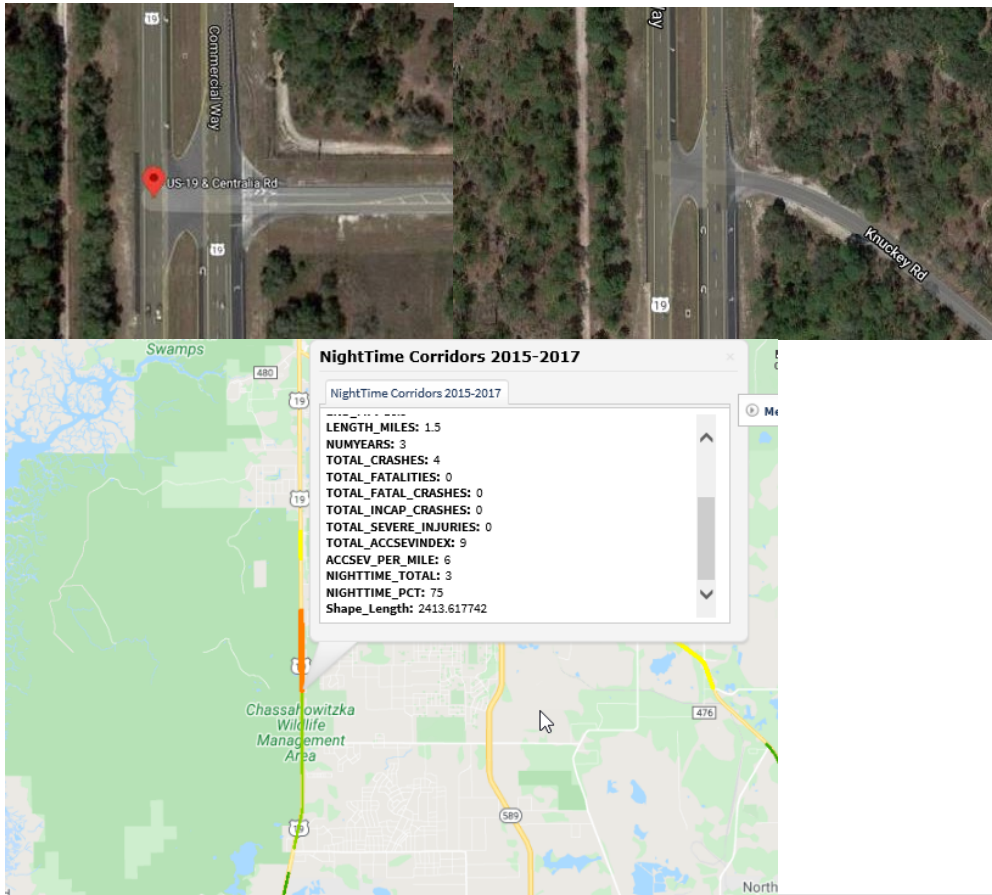 19
Commercial Way
US-19 & Centralia Rd
19
Knuckey Rd
19
Swamps
480
19
19
Chassahowitzka
Wildlife
Management
Area
19
589
476
North
NightTime Corridors 2015-2017
NightTime Corridors 2015-2017
LENGTH_MILES: 1.5
NUMYEARS: 3
TOTAL_CRASHES: 4
TOTAL_FATALITIES: 0
TOTAL_FATAL_CRASHES: 0
TOTAL_INCAP_CRASHES: 0
TOTAL_SEVERE_INJURIES: 0
TOTAL_ACCSEVINDEX: 9
ACCSEV_PER_MILE: 6
NIGHTTIME_TOTAL: 3
NIGHTTIME_PCT: 75
Shape_Length: 2413.617742